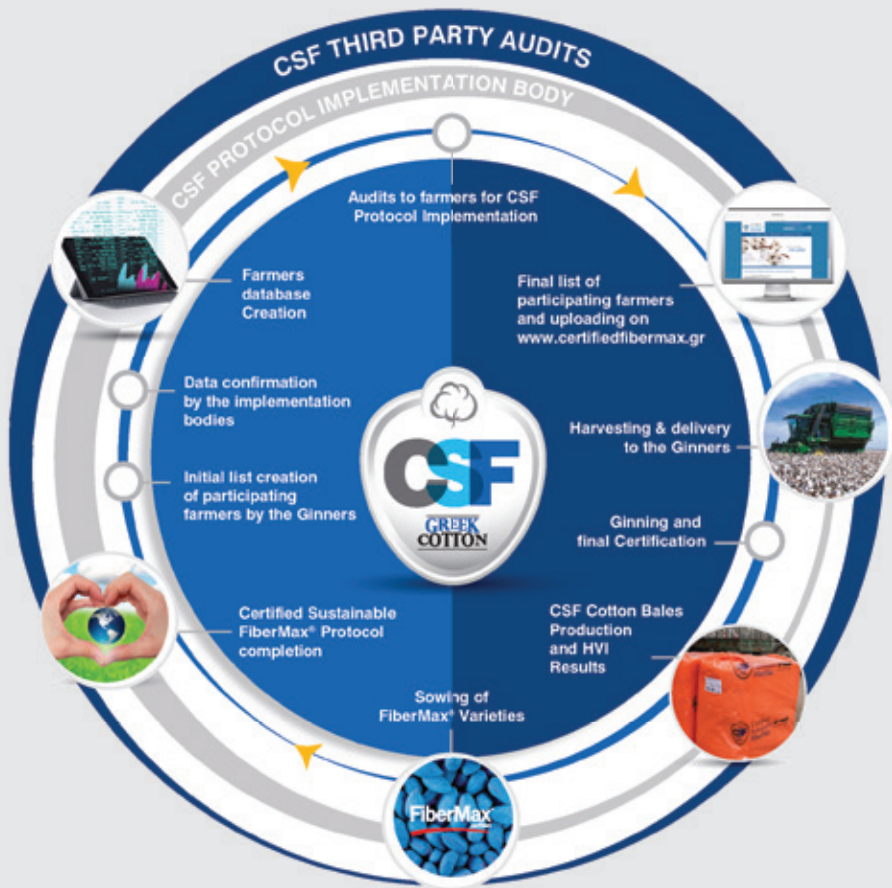 CSF THIRD PARTY AUDITS
CSF PROTOCOL IMPLEMENTATION BODY
Audits to farmers for CSF
Protocol Implementation
Final list of
participating farmers
and uploading on
www.certifiedfibermax.gr
Harvesting & delivery
to the Ginners
Ginning and
final Certification
CSF Cotton Bales
Production
and HVI
Results
Sowing of
FiberMax® Varieties
FiberMax
Certified Sustainable
FiberMax® Protocol
completion
Initial list creation
of participating
farmers by the Ginners
Data confirmation
by the implementation
bodies
Farmers
database
Creation
CSF
GREEK
COTTON